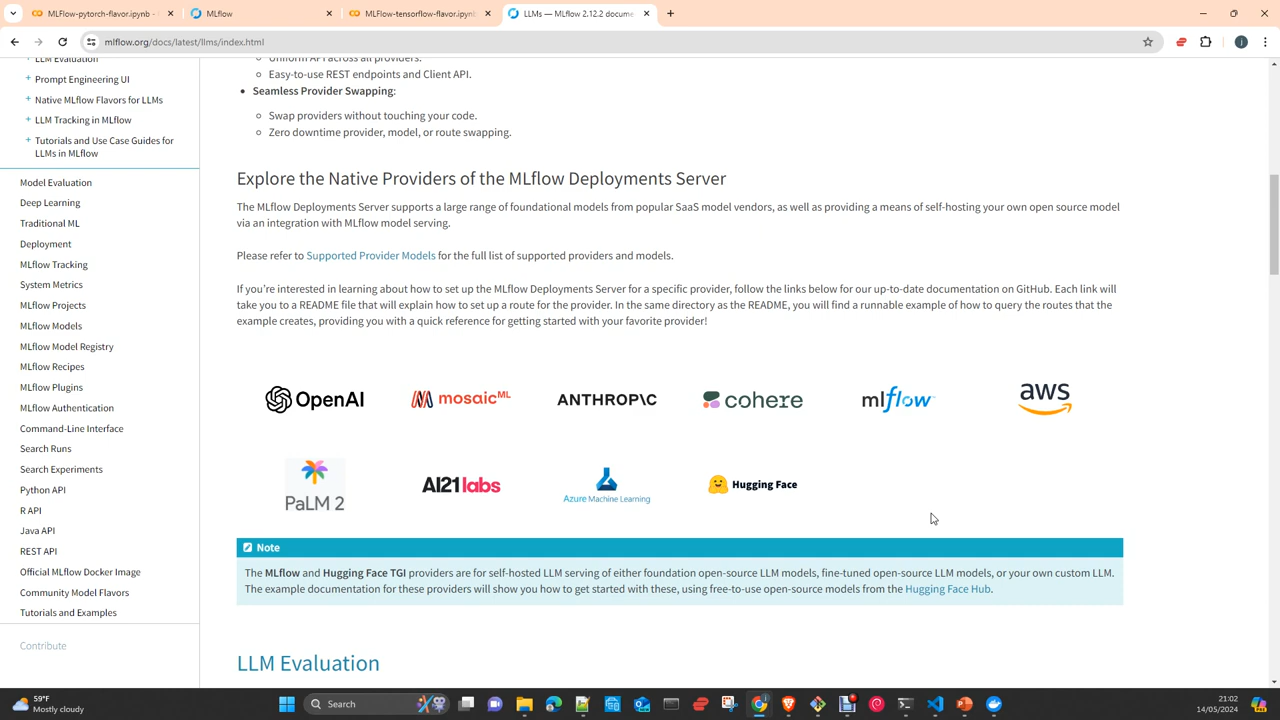 MLFlow-pytorch-flavor.ipynb -
MLflow
MLFlow-tensorflow-flavor.ipynb
LLMs — MLflow 2.12.2 docume
mlflow.org/docs/latest/llms/index.html
LLM Evaluation
Prompt Engineering UI
Native MLflow Flavors for LLMs
LLM Tracking in MLflow
Tutorials and Use Case Guides for
LLMs in MLflow
Model Evaluation
Deep Learning
Traditional ML
Deployment
MLflow Tracking
System Metrics
MLflow Projects
MLflow Models
MLflow Model Registry
MLflow Recipes
MLflow Plugins
MLflow Authentication
Command-Line Interface
Search Runs
Search Experiments
Python API
R API
Java API
REST API
Official MLflow Docker Image
Community Model Flavors
Tutorials and Examples
Contribute
Uniform API across all providers.
Easy-to-use REST endpoints and Client API.
Seamless Provider Swapping:
Swap providers without touching your code.
Zero downtime provider, model, or route swapping.
Explore the Native Providers of the MLflow Deployments Server
The MLflow Deployments Server supports a large range of foundational models from popular SaaS model vendors, as well as providing a means of self-hosting your own open source model
via an integration with MLflow model serving.
Please refer to Supported Provider Models for the full list of supported providers and models.
If you're interested in learning about how to set up the MLflow Deployments Server for a specific provider, follow the links below for our up-to-date documentation on GitHub. Each link will
take you to a README file that will explain how to set up a route for the provider. In the same directory as the README, you will find a runnable example of how to query the routes that the
example creates, providing you with a quick reference for getting started with your favorite provider!
OpenAI mosaicML ANTHROP\C cohere mlflow aws
PaLM 2 AI21labs Azure Machine Learning Hugging Face
Note
The MLflow and Hugging Face TGI providers are for self-hosted LLM serving of either foundation open-source LLM models, fine-tuned open-source LLM models, or your own custom LLM.
The example documentation for these providers will show you how to get started with these, using free-to-use open-source models from the Hugging Face Hub.
LLM Evaluation
59°F
Mostly cloudy
Search
21:02
14/05/2024